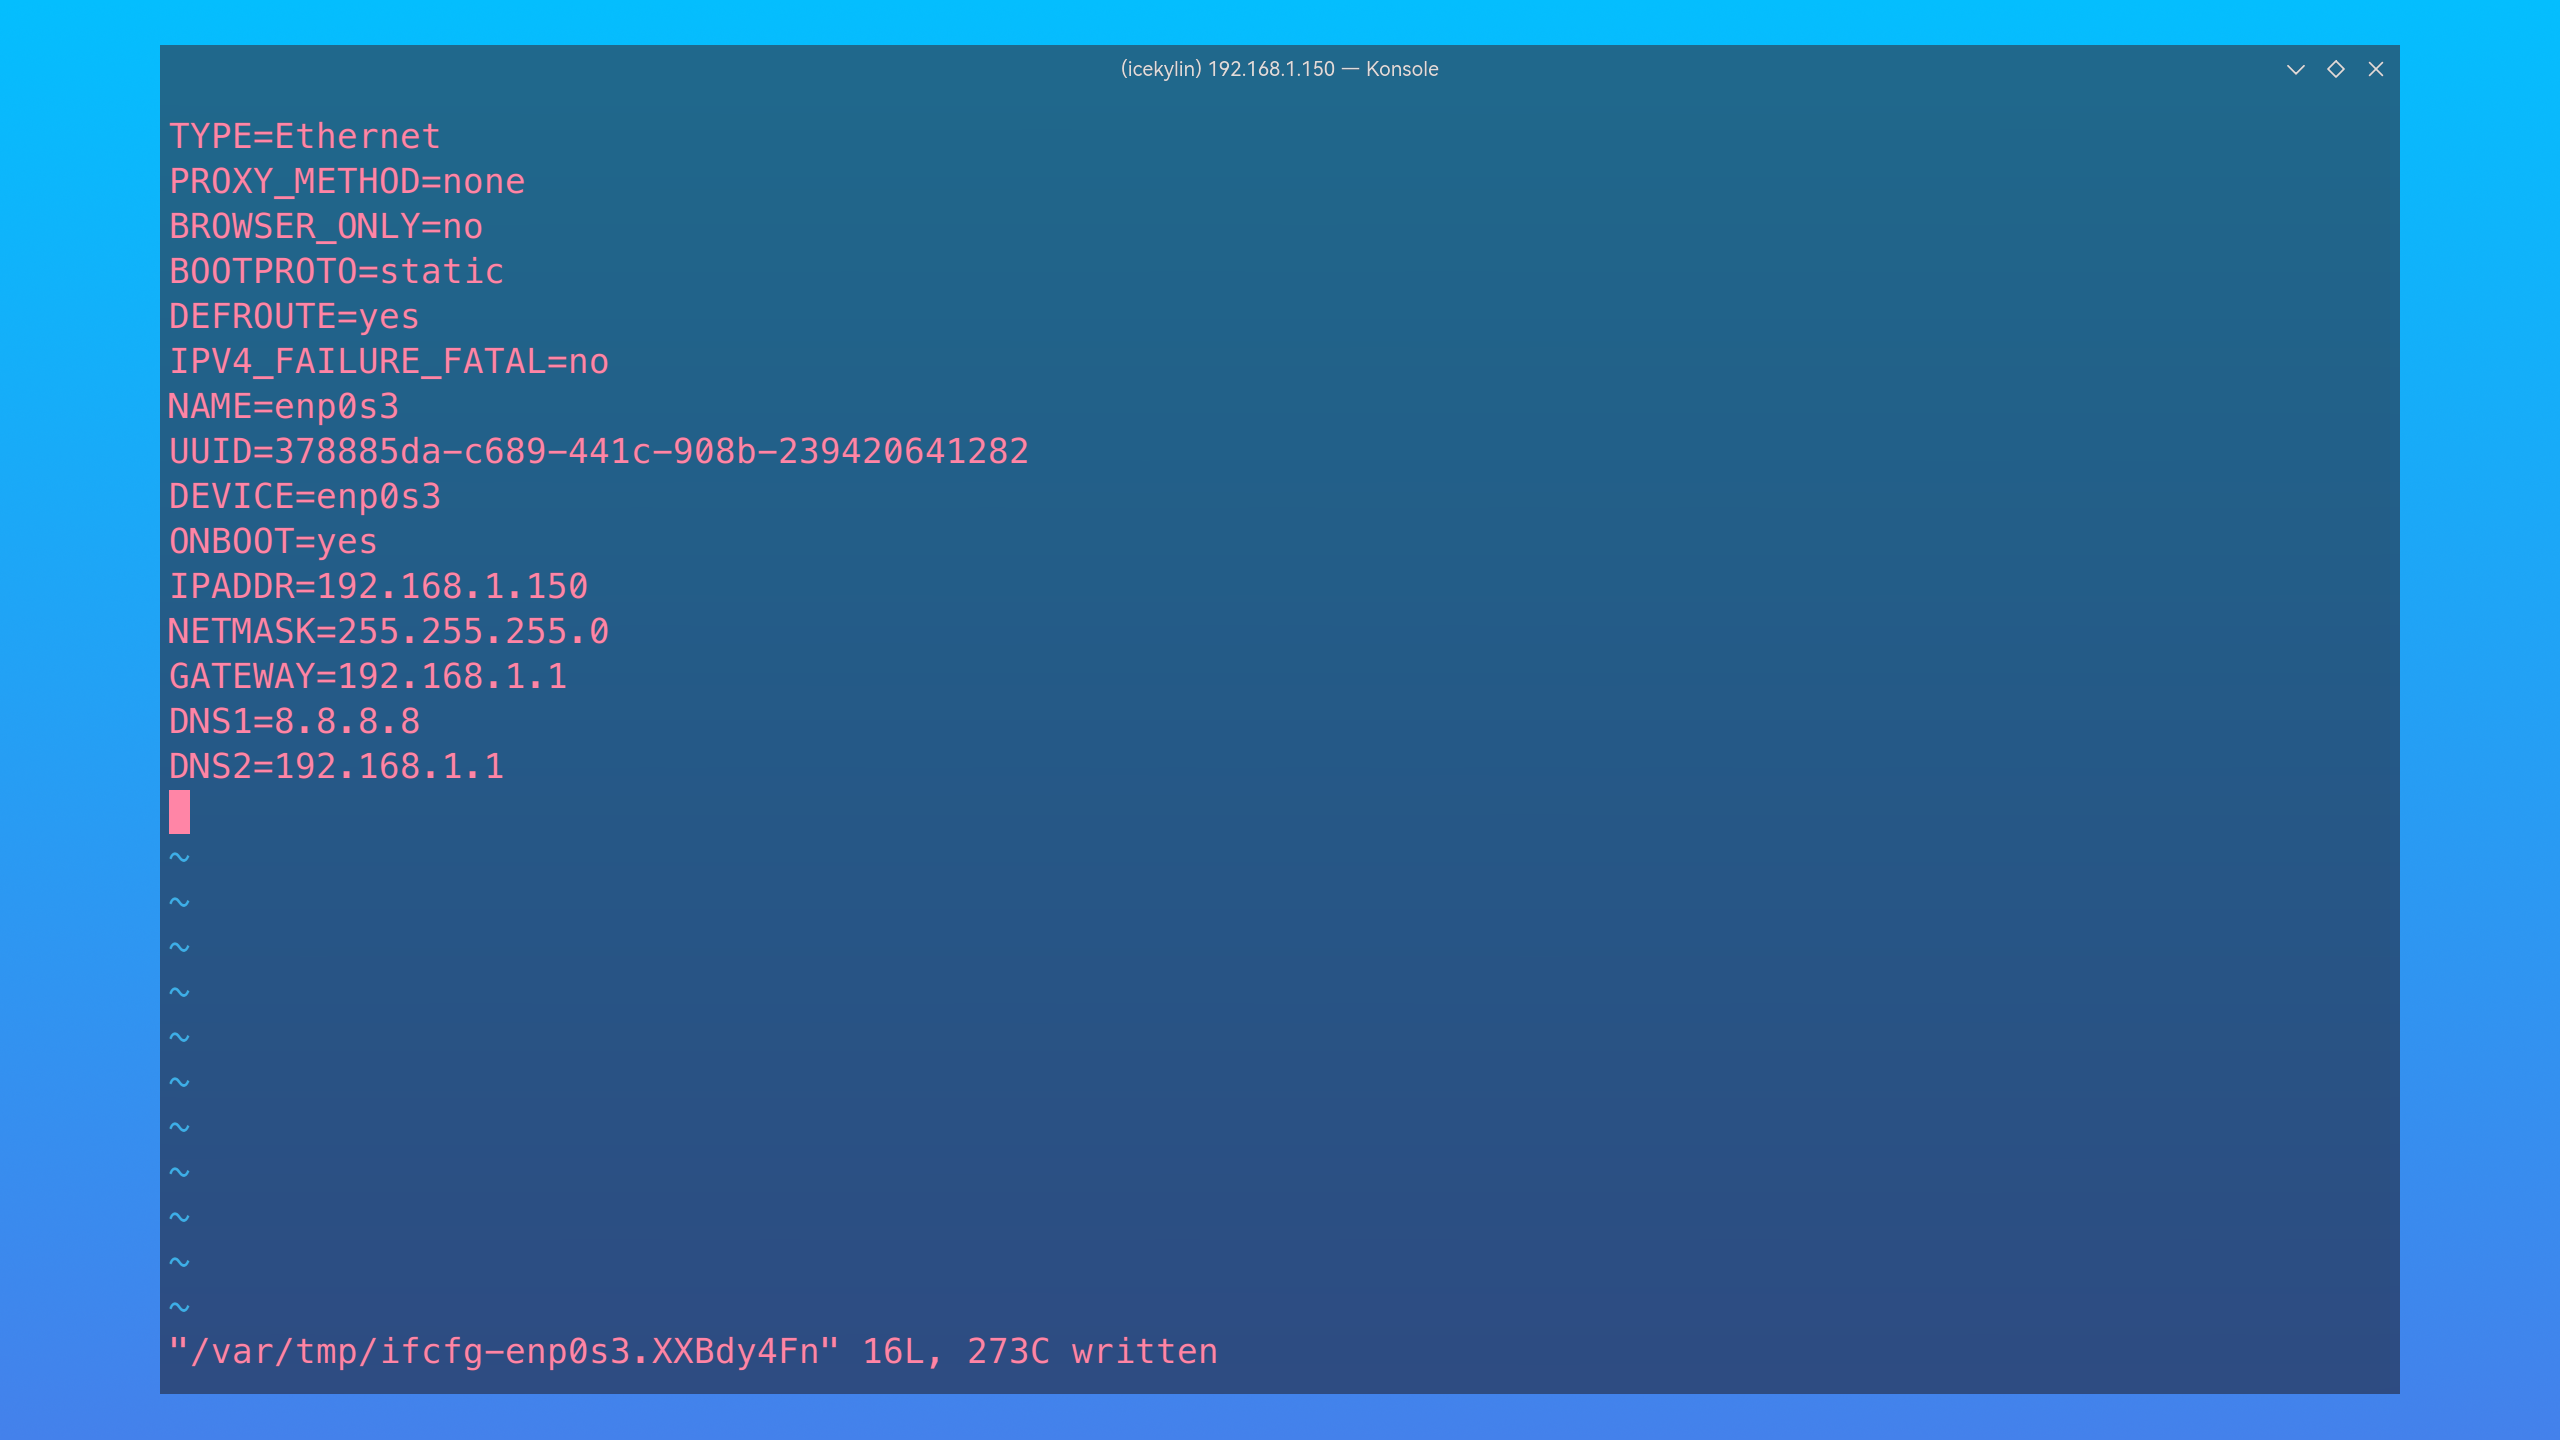 (icekylin) 192.168.1.150 — Konsole
TYPE=Ethernet
PROXY_METHOD=none
BROWSER_ONLY=no
BOOTPROTO=static
DEFROUTE=yes
IPV4_FAILURE_FATAL=no
NAME=enp0s3
UUID=378885da-c689-441c-908b-239420641282
DEVICE=enp0s3
ONBOOT=yes
IPADDR=192.168.1.150
NETMASK=255.255.255.0
GATEWAY=192.168.1.1
DNS1=8.8.8.8
DNS2=192.168.1.1
~
~
~
~
~
~
~
~
~
~
~
"/var/tmp/ifcfg-enp0s3.XXBdy4Fn" 16L, 273C written